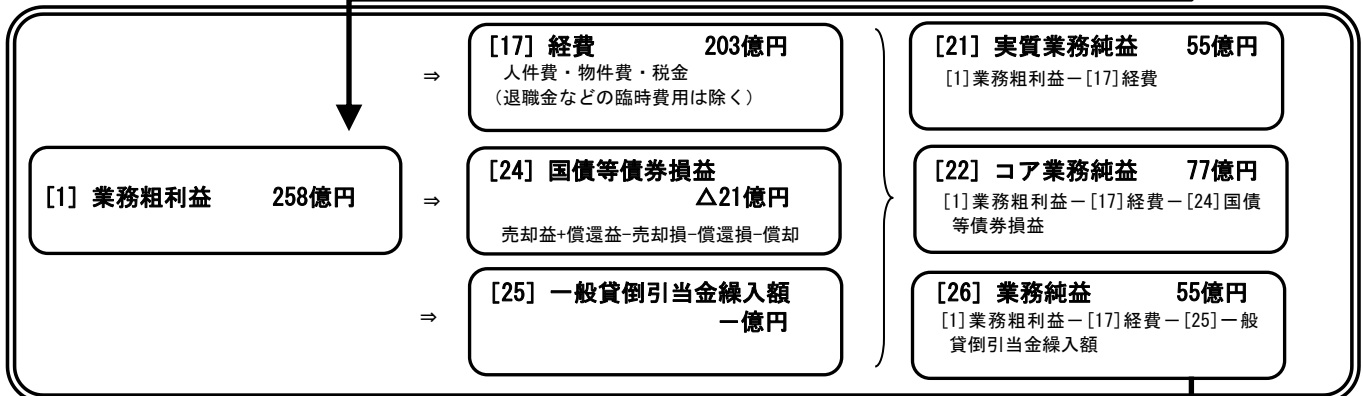 [1] 業務粗利益 258億円
⇒
[17] 経費 203億円
人件費・物件費・税金
(退職金などの臨時費用は除く)
⇒
[24] 国債等債券損益
△21億円
売却益+償還益-売却損-償還損-償却
⇒
[25] 一般貸倒引当金繰入額
－億円
[21] 実質業務純益 55億円
[1]業務粗利益－[17]経費
[22] コア業務純益 77億円
[1]業務粗利益－[17]経費－[24]国債
等債券損益
[26] 業務純益 55億円
[1]業務粗利益－[17]経費－[25]一般
貸倒引当金繰入額